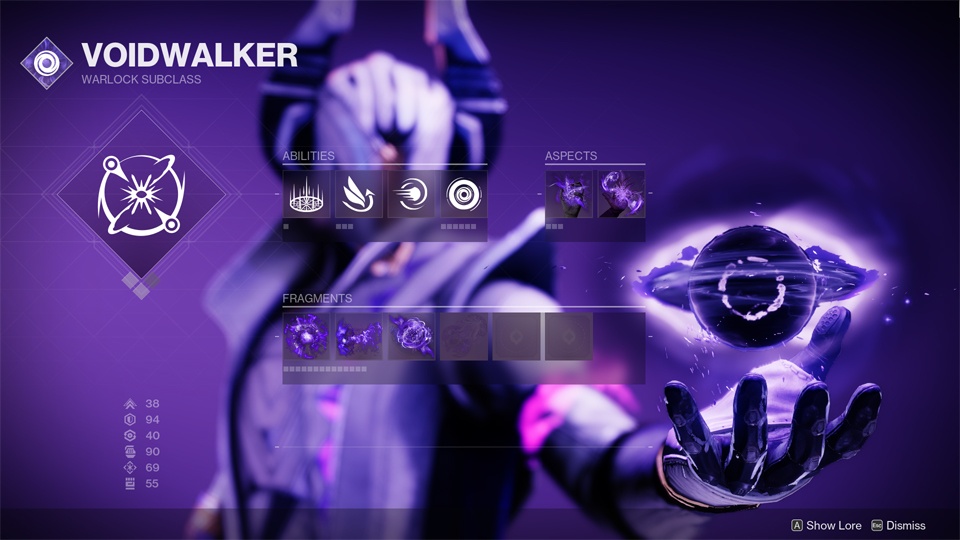 VOIDWALKER
WARLOCK SUBCLASS
ABILITIES
ASPECTS
FRAGMENTS
38
94
40
90
69
55
A Show Lore Esc Dismiss